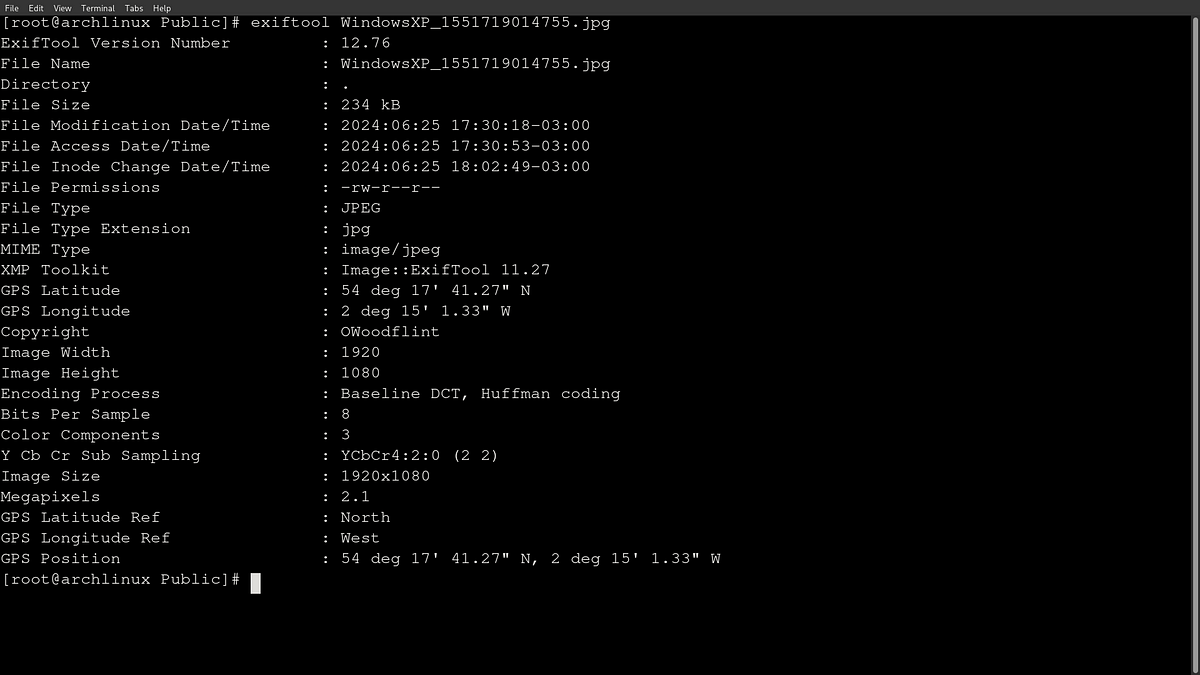 File Edit View Terminal Tabs Help
[root@archlinux Public]# exiftool WindowsXP_1551719014755.jpg
ExifTool Version Number : 12.76
File Name : WindowsXP_1551719014755.jpg
Directory : .
File Size : 234 kB
File Modification Date/Time : 2024:06:25 17:30:18-03:00
File Access Date/Time : 2024:06:25 17:30:53-03:00
File Inode Change Date/Time : 2024:06:25 18:02:49-03:00
File Permissions : -rw-r--r--
File Type : JPEG
File Type Extension : jpg
MIME Type : image/jpeg
XMP Toolkit : Image::ExifTool 11.27
GPS Latitude : 54 deg 17' 41.27" N
GPS Longitude : 2 deg 15' 1.33" W
Copyright : OWoodflint
Image Width : 1920
Image Height : 1080
Encoding Process : Baseline DCT, Huffman coding
Bits Per Sample : 8
Color Components : 3
Y Cb Cr Sub Sampling : YCbCr4:2:0 (2 2)
Image Size : 1920x1080
Megapixels : 2.1
GPS Latitude Ref : North
GPS Longitude Ref : West
GPS Position : 54 deg 17' 41.27" N, 2 deg 15' 1.33" W
[root@archlinux Public]#